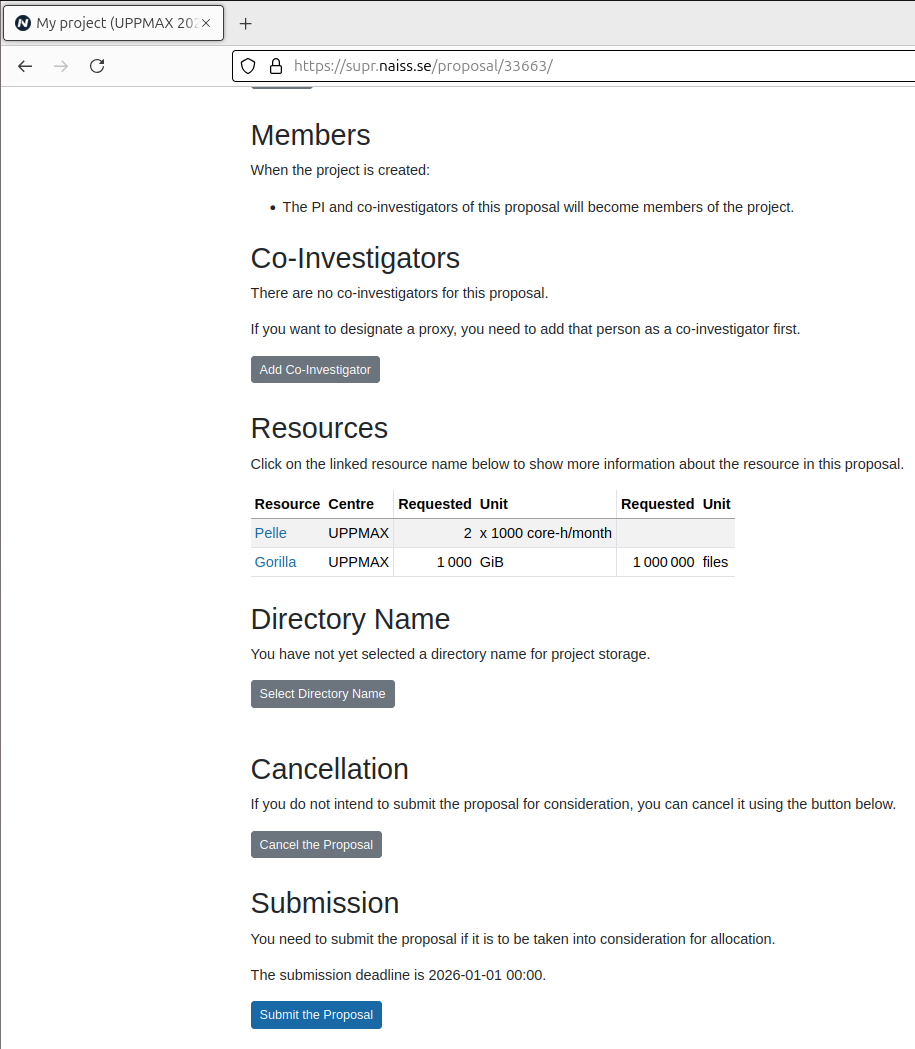 My project (UPPMAX 202
https://supr.naiss.se/proposal/33663/
Members
When the project is created:
• The PI and co-investigators of this proposal will become members of the project.
Co-Investigators
There are no co-investigators for this proposal.
If you want to designate a proxy, you need to add that person as a co-investigator first.
Add Co-Investigator
Resources
Click on the linked resource name below to show more information about the resource in this proposal.
Resource Centre Requested Unit Requested Unit
Pelle UPPMAX 2 x 1000 core-h/month
Gorilla UPPMAX 1 000 GiB 1 000 000 files
Directory Name
You have not yet selected a directory name for project storage.
Select Directory Name
Cancellation
If you do not intend to submit the proposal for consideration, you can cancel it using the button below.
Cancel the Proposal
Submission
You need to submit the proposal if it is to be taken into consideration for allocation.
The submission deadline is 2026-01-01 00:00.
Submit the Proposal